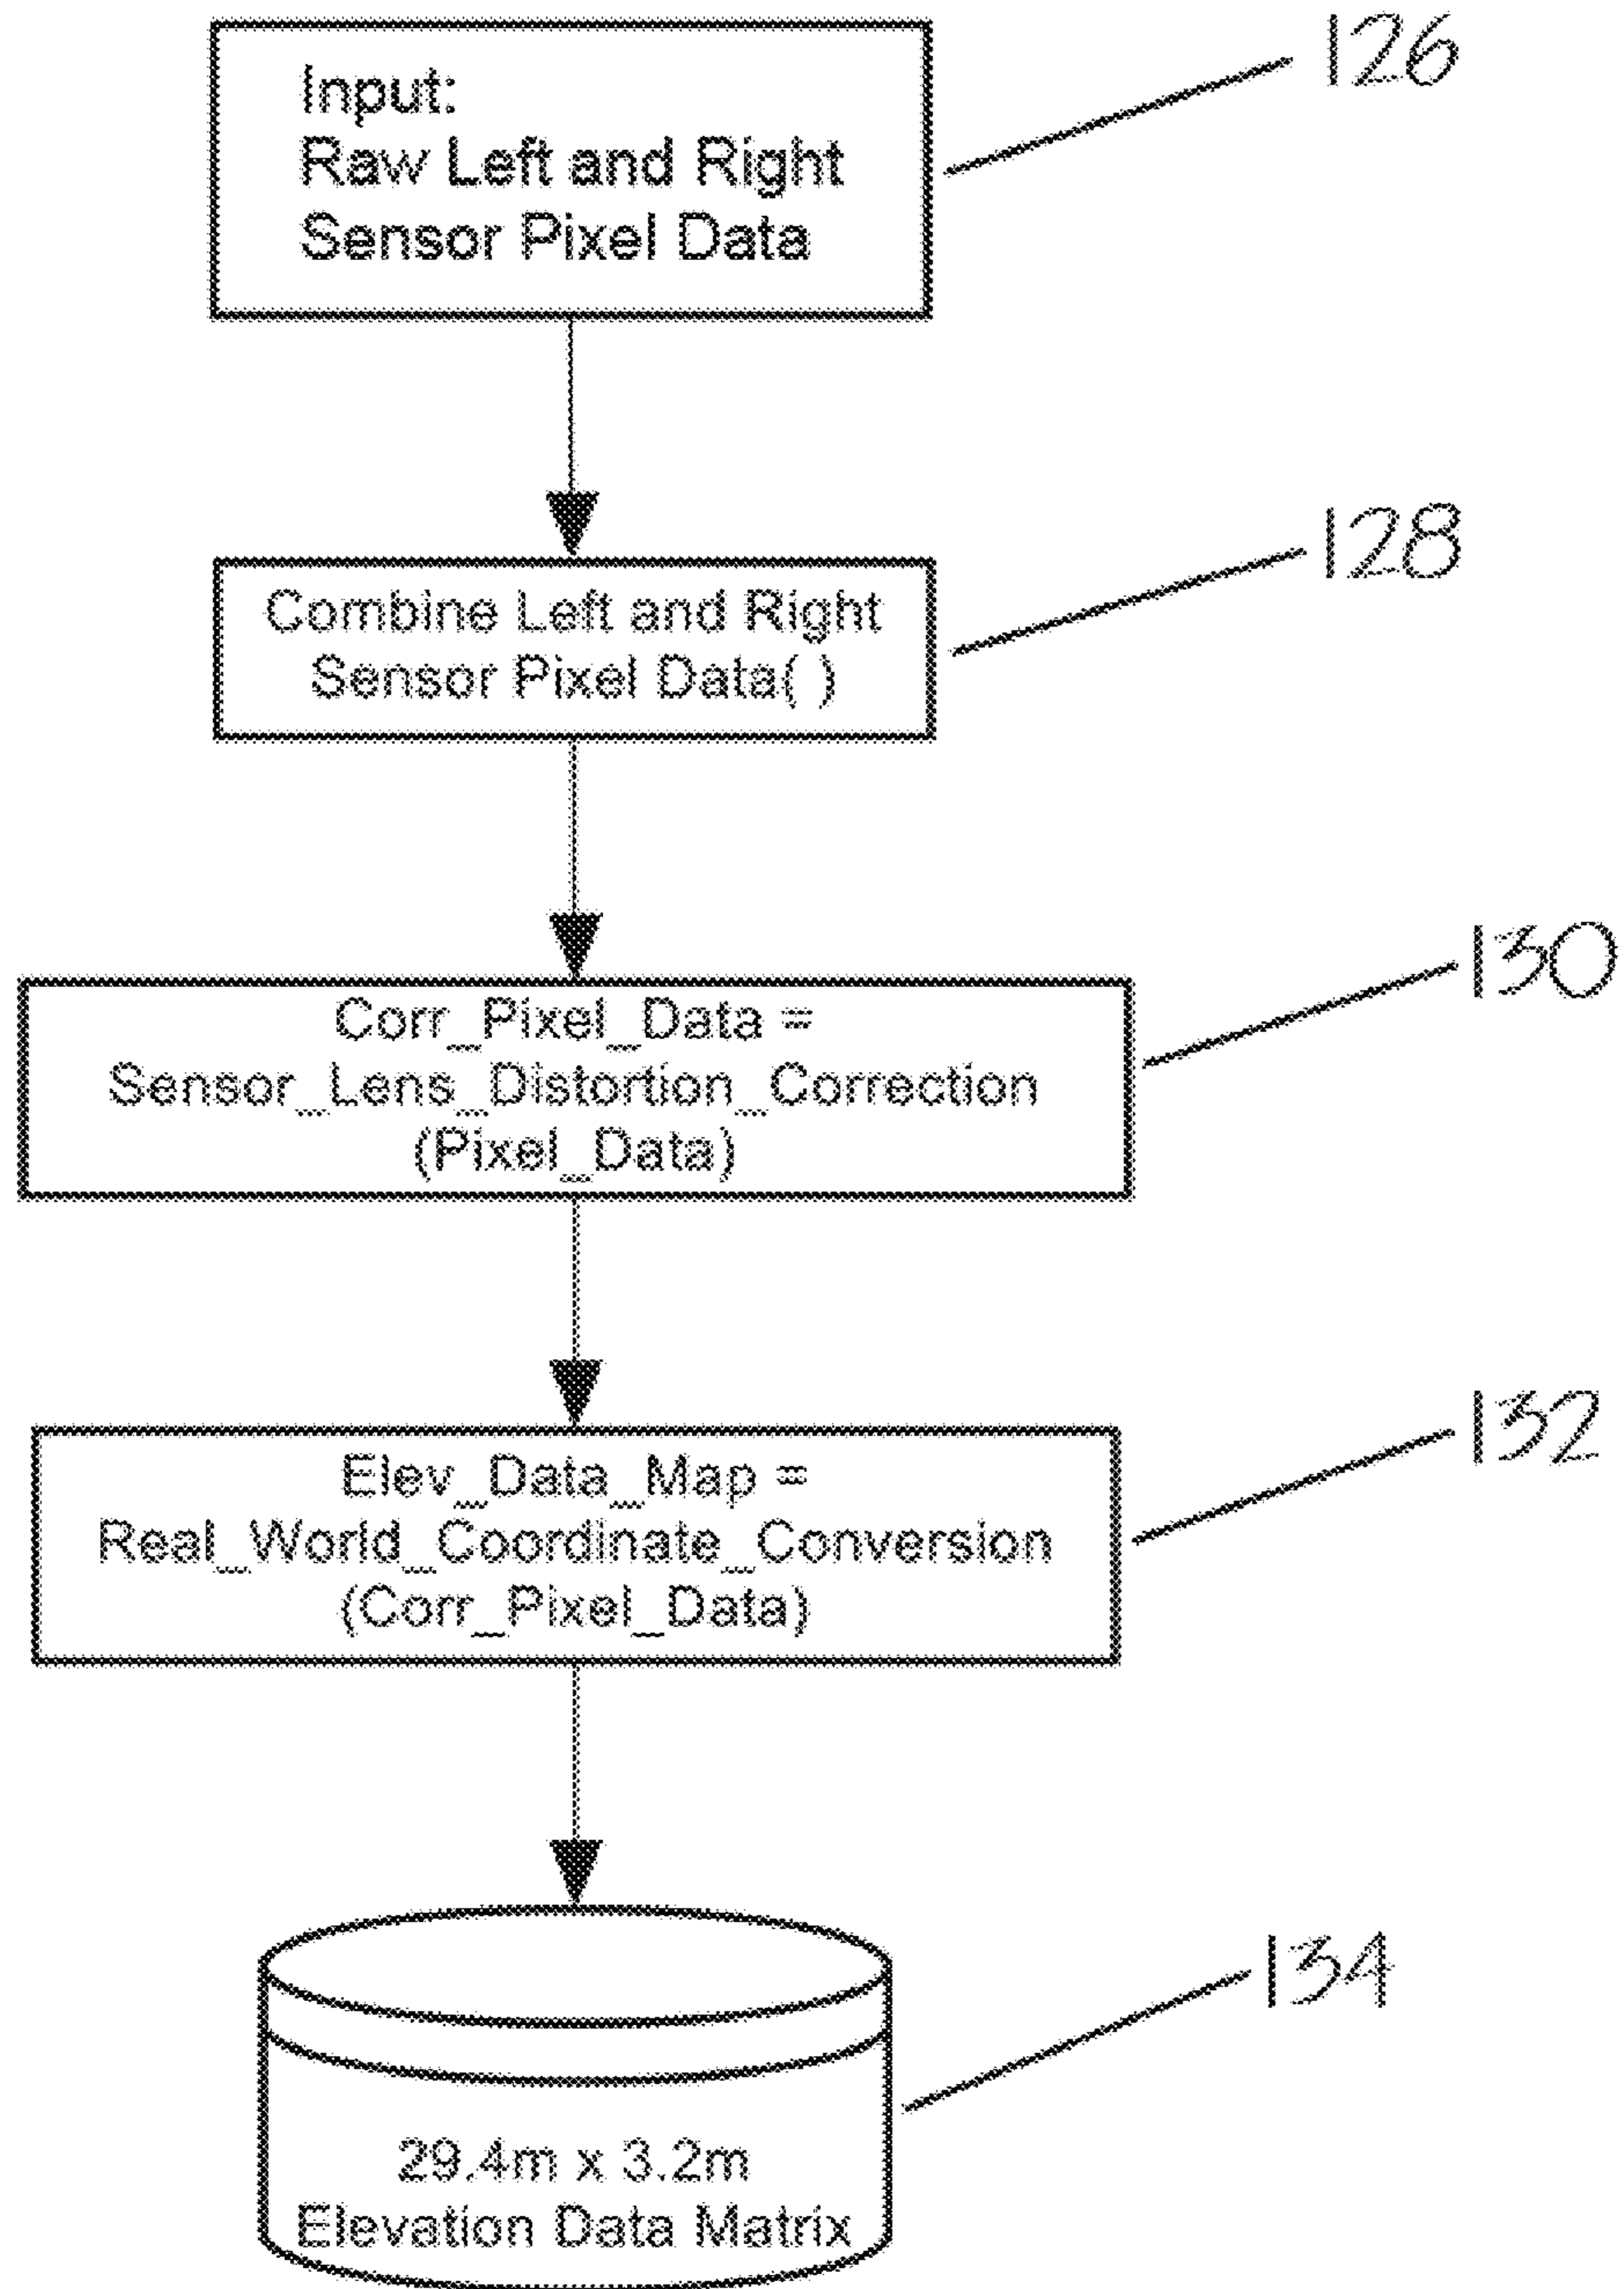 Input:
Raw Left and Right
Sensor Pixel Data
126
Combine Left and Right
Sensor Pixel Data( )
128
Corr_Pixel_Data =
Sensor_Lens_Distortion_Correction
(Pixel_Data)
130
Elev_Data_Map =
Real_World_Coordinate_Conversion
(Corr_Pixel_Data)
132
29.4m x 3.2m
Elevation Data Matrix
134